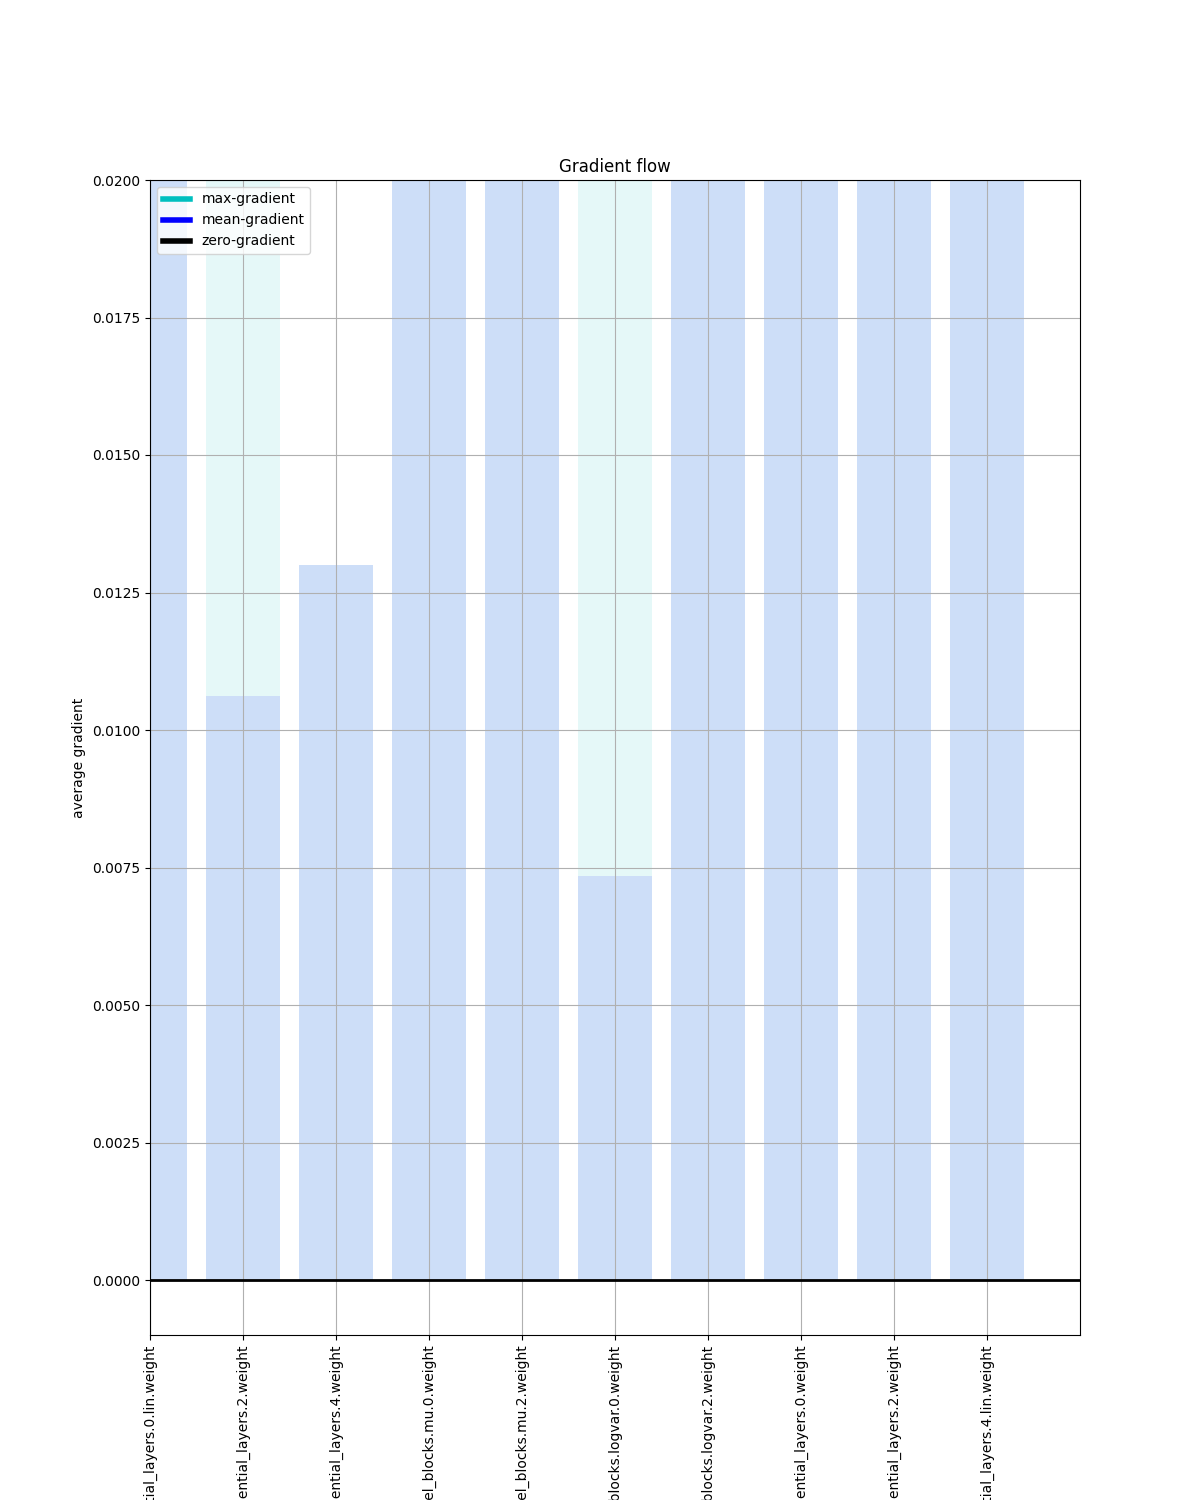 Gradient flow
max-gradient
mean-gradient
zero-gradient
0.0200
0.0175
0.0150
0.0125
0.0100
0.0075
0.0050
0.0025
0.0000
average gradient
tial_layers.0.lin.weight
ential_layers.2.weight
ential_layers.4.weight
el_blocks.mu.0.weight
el_blocks.mu.2.weight
blocks.logvar.0.weight
blocks.logvar.2.weight
ential_layers.0.weight
ential_layers.2.weight
tial_layers.4.lin.weight